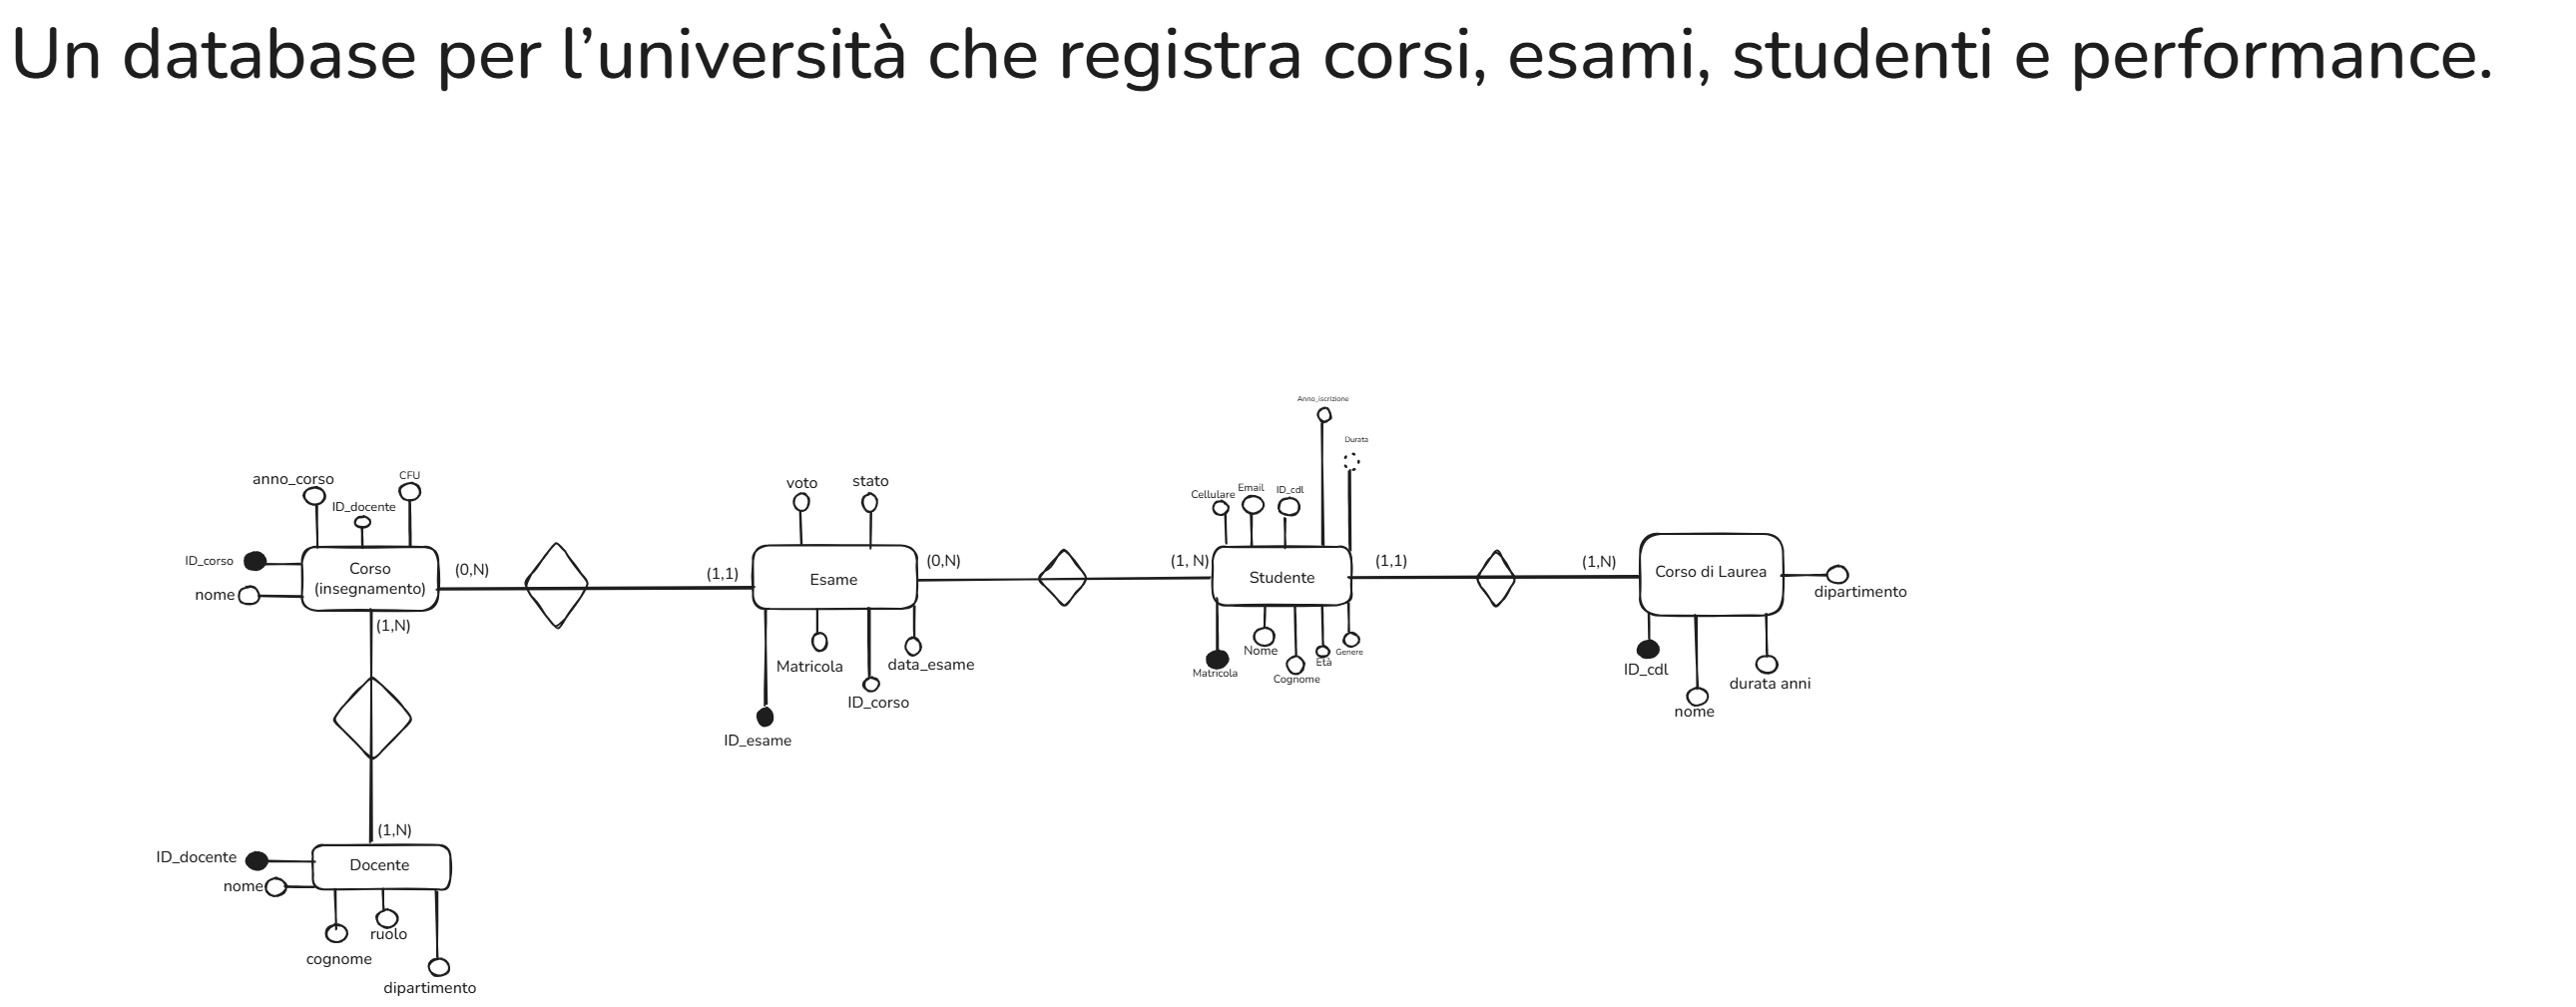 Un database per l’università che registra corsi, esami, studenti e performance.
Anno_iscrizione
Durata
anno_corso
CFU
ID_docente
voto
stato
Cellulare
Email
ID_cdl
ID_corso
nome
Corso
(insegnamento)
(0,N)
(1,1)
Esame
(0,N)
(1, N)
Studente
(1,1)
(1,N)
Corso di Laurea
dipartimento
(1,N)
Matricola
data_esame
ID_corso
ID_esame
Matricola
Nome
Cognome
Età
Genere
ID_cdl
nome
durata anni
(1,N)
ID_docente
nome
Docente
cognome
ruolo
dipartimento